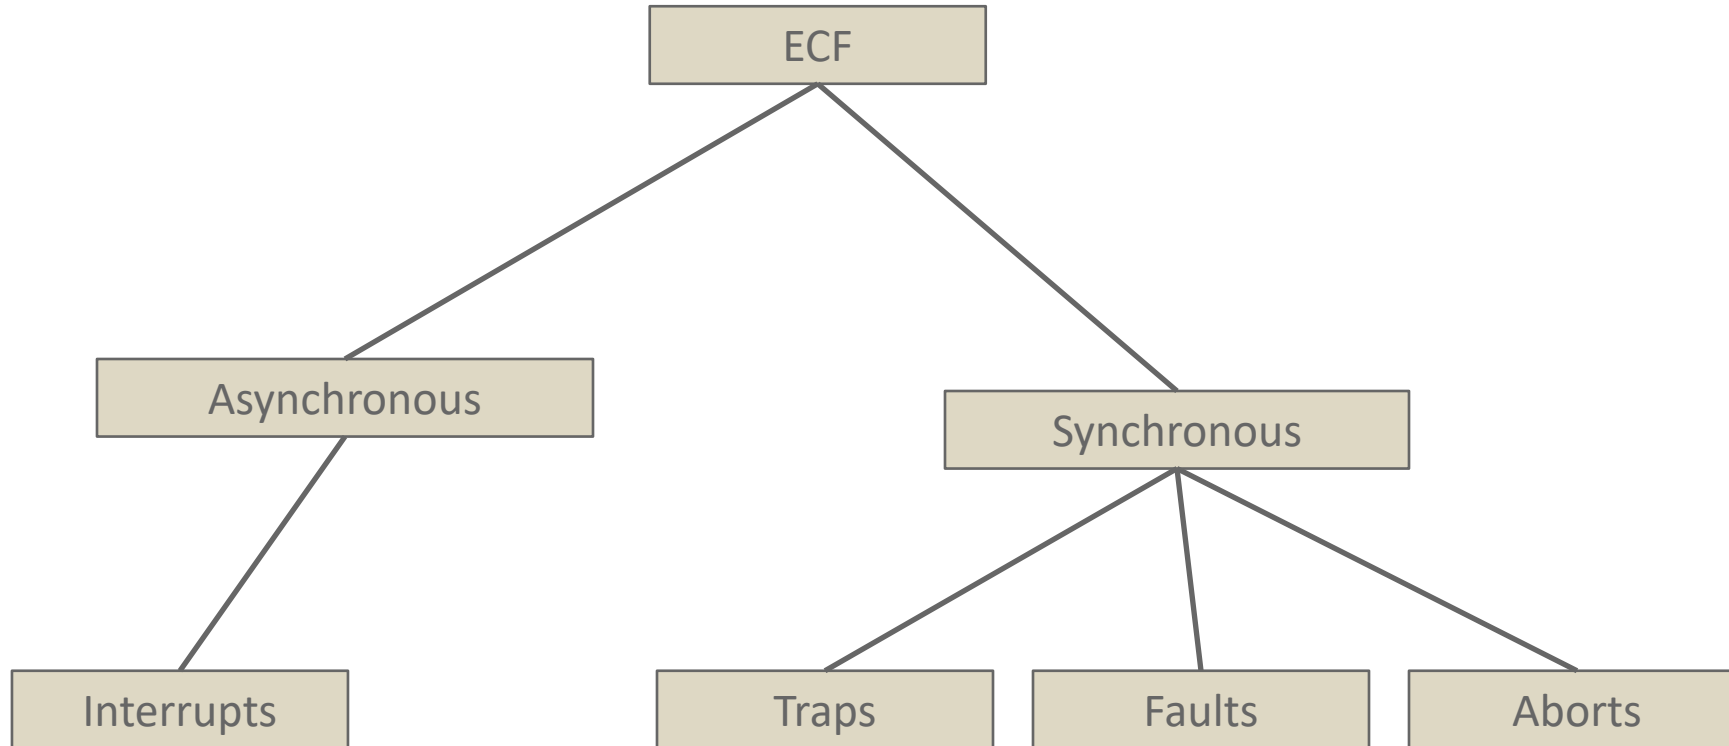 ECF
Asynchronous
Synchronous
Interrupts
Traps
Faults
Aborts